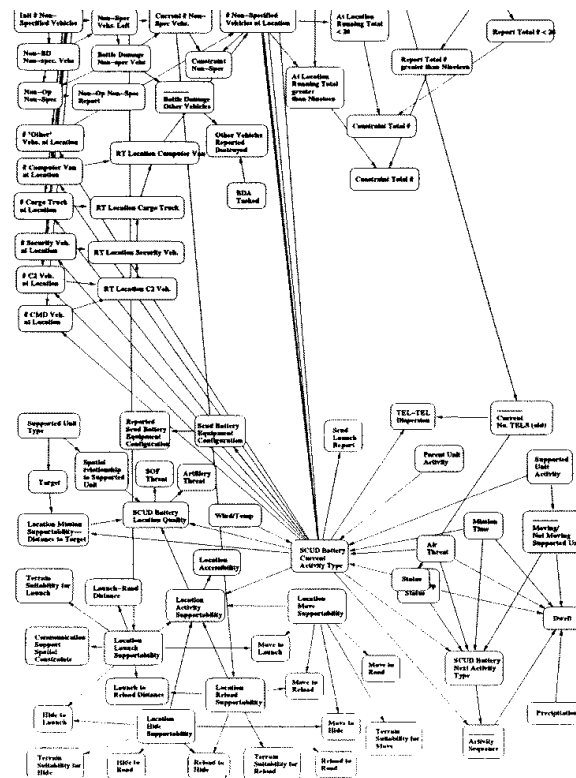 Init # Non-
Specified Vehicles
Non-Spec
Veh. Left
Current # Non-
Spec Vehs.
# Non-Specified
Vehicles at Location
At Location
Running Total
< 20
Report Total # < 20
Report Total #
greater than Nineteen
Non-BD
Non-spec. Vehs
Battle Damage
Non-spec Vehs
Constraint
Non-Spec
At Location
Running Total
greater
than Nineteen
Non-Op
Non-Spec
Non-Op Non-Spec
Report
Battle Damage
Other Vehicles
Constraint Total #
# "Other"
Vehs. at Location
Other Vehicles
Reported
Destroyed
RT Location Computer Van
# Computer Van
at Location
Constraint Total #
BDA
Tasked
# Cargo Truck
at Location
RT Location Cargo Truck
# Security Veh.
at Location
RT Location Security Veh.
# C2 Veh.
at Location
RT Location C2 Veh.
# CMD Veh.
at Location
Supported Unit
Type
Reported
Scud Battery
Equipment
Configuration
Scud Battery
Equipment
Configuration
Send
Launch
Report
TEL-TEL
Dispersion
Current
No. TELS (old)
Target
Spatial
relationship to
Supported Unit
SOF
Threat
Artillery
Threat
Parent Unit
Activity
Supported
Unit Activity
Location Mission
Supportability—
Distance to Target
SCUD Battery
Location Quality
Wind/Temp
Mission
Time
Moving/
Not Moving
Supported Un
SCUD Battery
Current
Activity Type
Air
Threat
Location
Accessibility
Status
Status
Terrain
Suitability for
Launch
Launch-Road
Distance
Location
Activity
Supportability
Location
Move
Supportability
Dwell
Communication
Support
Spatial
Constraints
Location
Launch
Supportability
Move to
Launch
Move to
Road
SCUD Battery
Next Activity
Type
Launch to
Reload Distance
Location
Reload
Supportability
Move to
Reload
Hide to
Launch
Location
Hide
Supportability
Move to
Hide
Terrain
Suitability for
Move
Precipitation
Activity
Sequence
Terrain
Suitability for
Hide
Hide to
Road
Reload to
Hide
Terrain
Suitability for
Reload
Reload to
Road